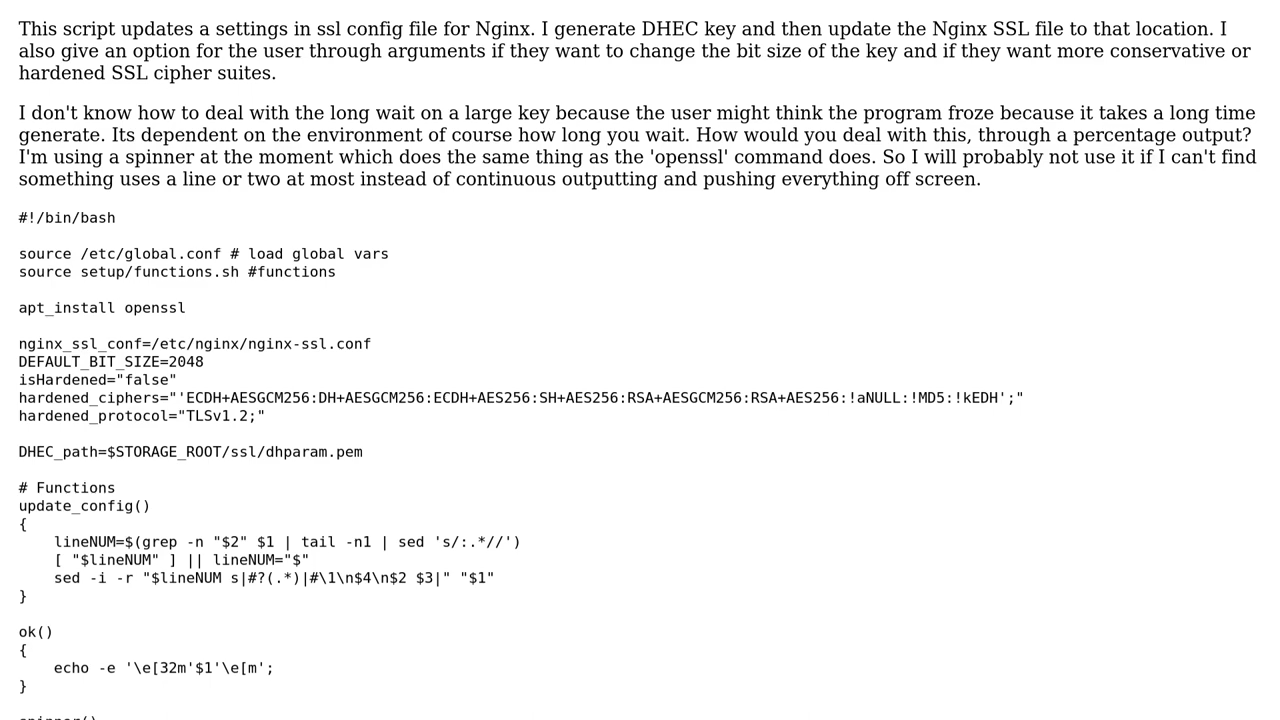 This script updates a settings in ssl config file for Nginx. I generate DHEC key and then update the Nginx SSL file to that location. I
also give an option for the user through arguments if they want to change the bit size of the key and if they want more conservative or
hardened SSL cipher suites.
I don't know how to deal with the long wait on a large key because the user might think the program froze because it takes a long time
generate. Its dependent on the environment of course how long you wait. How would you deal with this, through a percentage output?
I'm using a spinner at the moment which does the same thing as the 'openssl' command does. So I will probably not use it if I can't find
something uses a line or two at most instead of continuous outputting and pushing everything off screen.
#!/bin/bash
source /etc/global.conf # load global vars
source setup/functions.sh #functions
apt_install openssl
nginx_ssl_conf=/etc/nginx/nginx-ssl.conf
DEFAULT_BIT_SIZE=2048
isHardened="false"
hardened_ciphers="'ECDH+AESGCM256:DH+AESGCM256:ECDH+AES256:SH+AES256:RSA+AESGCM256:RSA+AES256:!aNULL:!MD5:!kEDH';"
hardened_protocol="TLSv1.2;"
DHEC_path=$STORAGE_ROOT/ssl/dhparam.pem
# Functions
update_config()
{
    lineNUM=$(grep -n "$2" $1 | tail -n1 | sed 's/:.*//')
    [ "$lineNUM" ] || lineNUM="$"
    sed -i -r "$lineNUM s|#?(.*)|#\1\n$4\n$2 $3|" "$1"
}
ok()
{
    echo -e '\e[32m'$1'\e[m';
}
spinner()